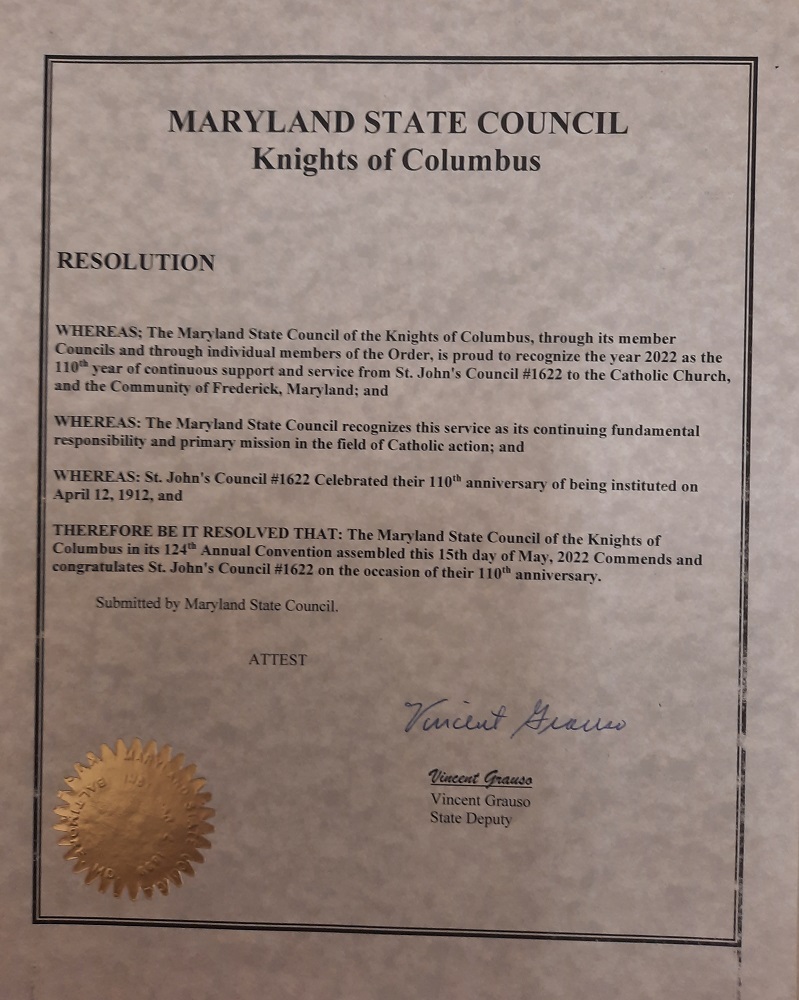 MARYLAND STATE COUNCIL
Knights of Columbus
RESOLUTION
WHEREAS; The Maryland State Council of the Knights of Columbus, through its member
Councils and through individual members of the Order, is proud to recognize the year 2022 as the
110th year of continuous support and service from St. John's Council #1622 to the Catholic Church,
and the Community of Frederick, Maryland; and
WHEREAS: The Maryland State Council recognizes this service as its continuing fundamental
responsibility and primary mission in the field of Catholic action; and
WHEREAS: St. John's Council #1622 Celebrated their 110th anniversary of being instituted on
April 12, 1912, and
THEREFORE BE IT RESOLVED THAT: The Maryland State Council of the Knights of
Columbus in its 124th Annual Convention assembled this 15th day of May, 2022 Commends and
congratulates St. John's Council #1622 on the occasion of their 110th anniversary.
Submitted by Maryland State Council.
ATTEST
Vincent Grauso
Vincent Grauso
Vincent Grauso
State Deputy